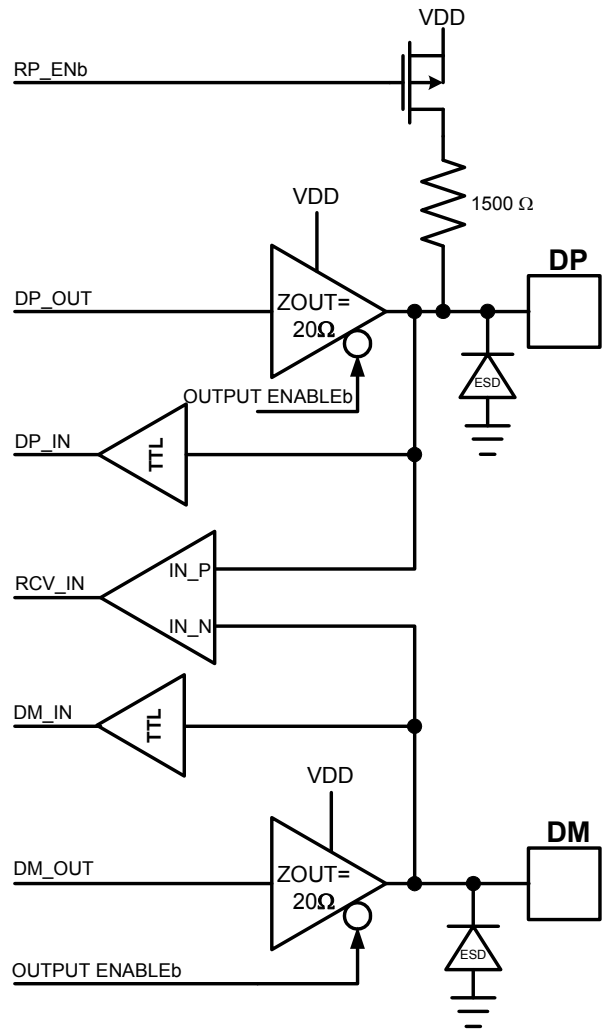 VDD
RP_ENb
1500 Ω
VDD
DP
DP_OUT
ZOUT=
20Ω
OUTPUT ENABLEb
ESD
DP_IN
TTL
IN_P
RCV_IN
IN_N
DM_IN
TTL
VDD
DM
DM_OUT
ZOUT=
20Ω
ESD
OUTPUT ENABLEb